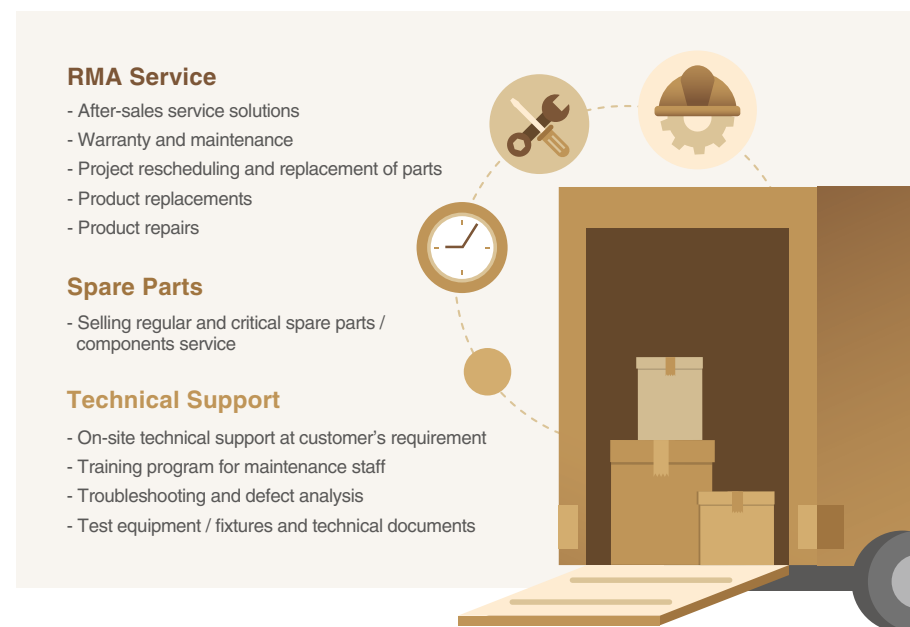 RMA Service
- After-sales service solutions
- Warranty and maintenance
- Project rescheduling and replacement of parts
- Product replacements
- Product repairs
Spare Parts
- Selling regular and critical spare parts /
components service
Technical Support
- On-site technical support at customer’s requirement
- Training program for maintenance staff
- Troubleshooting and defect analysis
- Test equipment / fixtures and technical documents